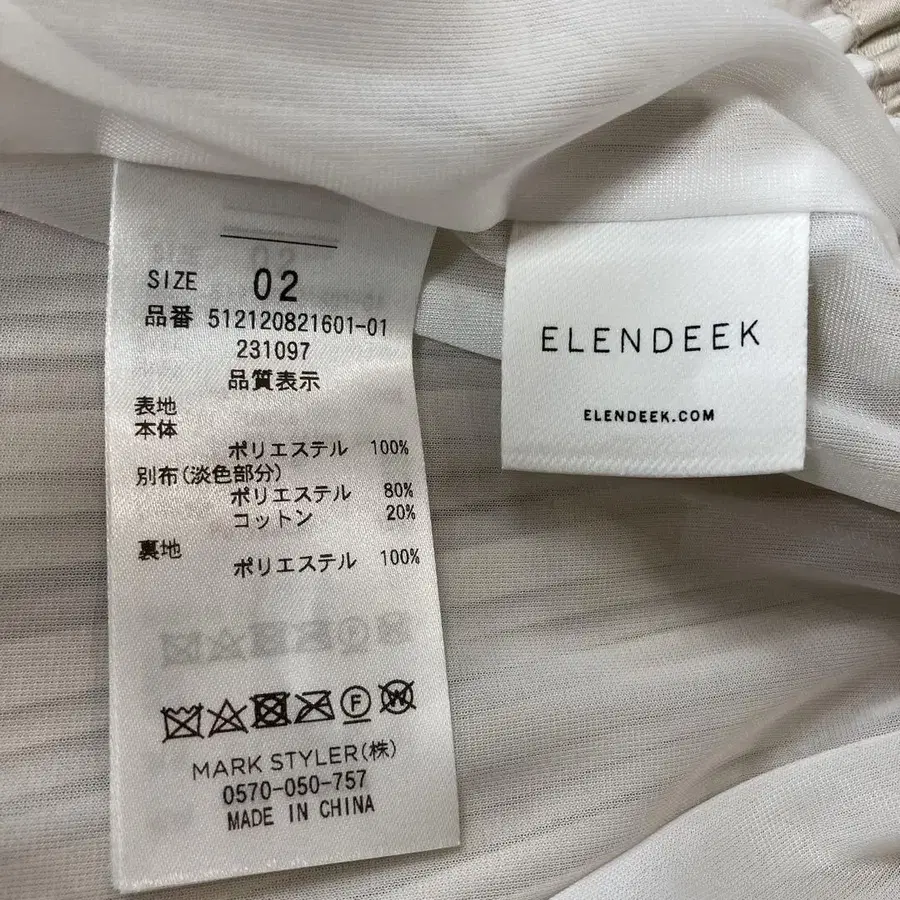 SIZE 02
品番 512120821601-01
231097
品質表示
表地
本体
ポリエステル 100%
別布(淡色部分)
ポリエステル 80%
コットン 20%
裏地
ポリエステル 100%
F W
MARK STYLER(株)
0570-050-757
MADE IN CHINA
ELENDEEK
ELENDEEK.COM